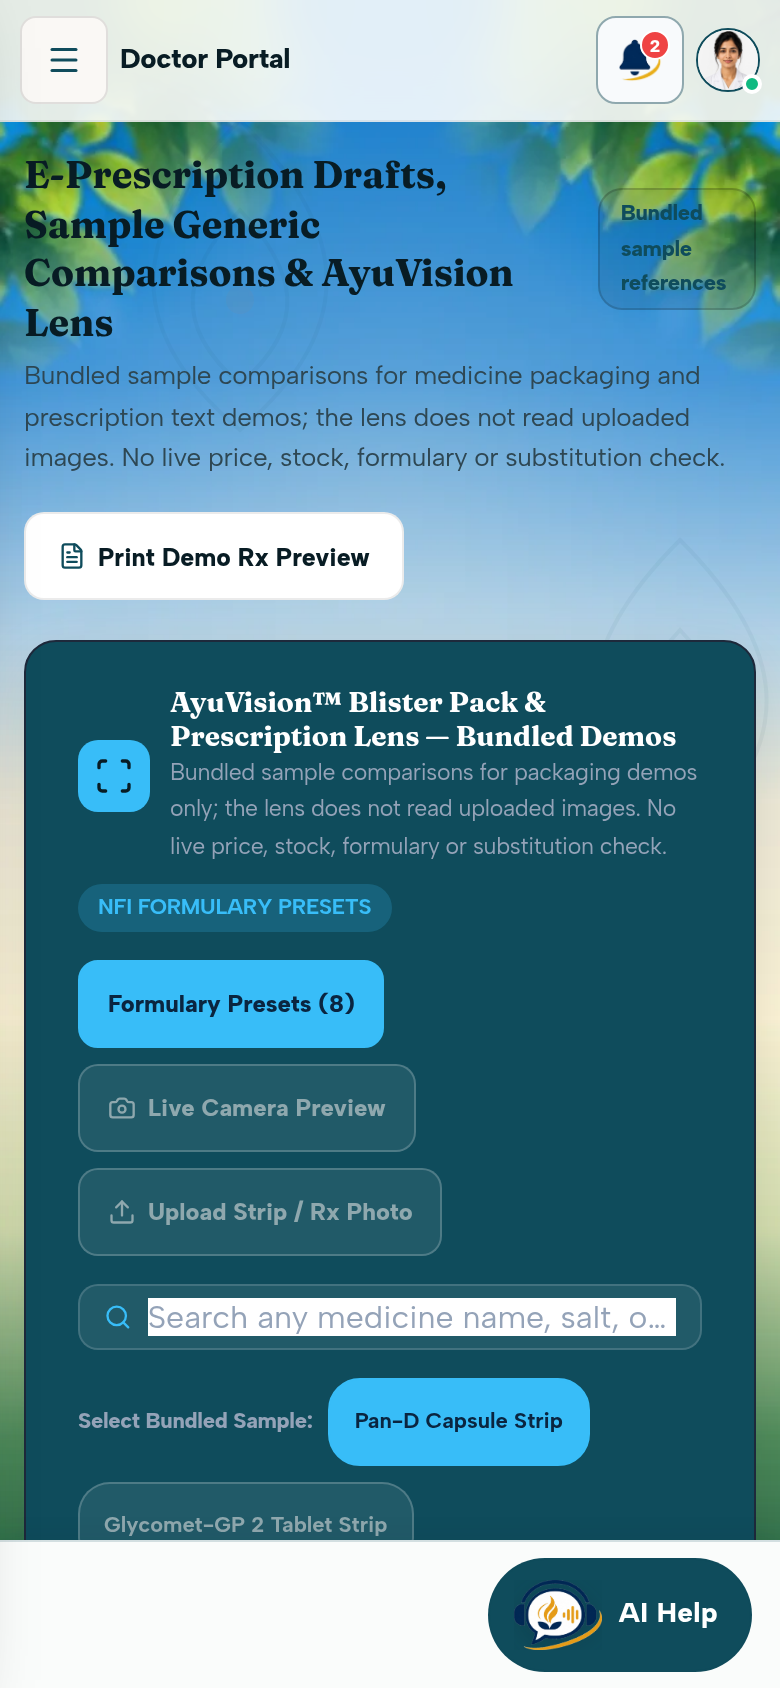 Doctor Portal
2
E-Prescription Drafts,
Sample Generic
Comparisons & AyuVision
Lens
Bundled
sample
references
Bundled sample comparisons for medicine packaging and
prescription text demos; the lens does not read uploaded
images. No live price, stock, formulary or substitution check.
Print Demo Rx Preview
AyuVision™ Blister Pack &
Prescription Lens — Bundled Demos
Bundled sample comparisons for packaging demos
only; the lens does not read uploaded images. No
live price, stock, formulary or substitution check.
NFI FORMULARY PRESETS
Formulary Presets (8)
Live Camera Preview
Upload Strip / Rx Photo
Search any medicine name, salt, o...
Select Bundled Sample:
Pan-D Capsule Strip
Glycomet-GP 2 Tablet Strip
AI Help